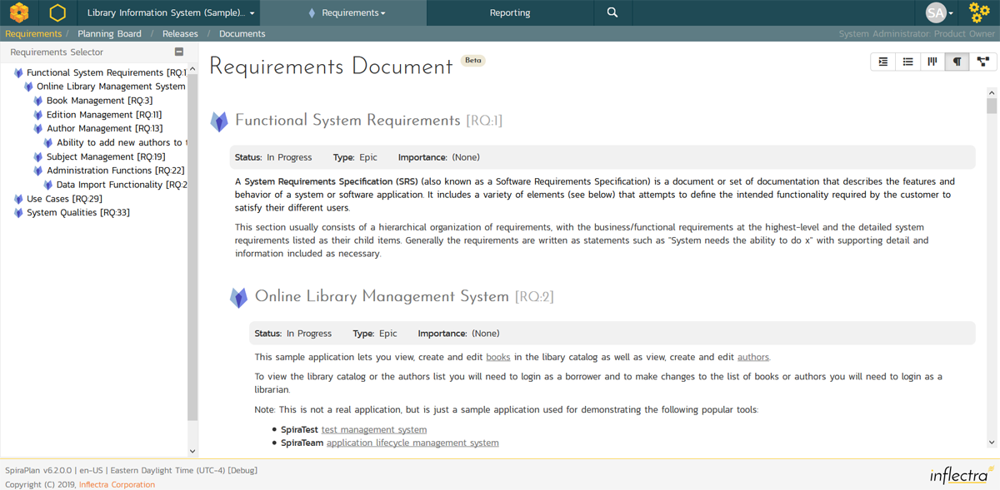 Library Information System (Sample)...
Requirements
Reporting
SA
Requirements / Planning Board / Releases / Documents
System Administrator: Product Owner
Requirements Selector
Functional System Requirements [RQ:1
Online Library Management System
Book Management [RQ:3]
Edition Management [RQ:11]
Author Management [RQ:13]
Ability to add new authors to t
Subject Management [RQ:19]
Administration Functions [RQ:22]
Data Import Functionality [RQ:2
Use Cases [RQ:29]
System Qualities [RQ:33]
Requirements Document Beta
Functional System Requirements [RQ:1]
Status: In Progress Type: Epic Importance: (None)
A System Requirements Specification (SRS) (also known as a Software Requirements Specification) is a document or set of documentation that describes the features and
behavior of a system or software application. It includes a variety of elements (see below) that attempts to define the intended functionality required by the customer to
satisfy their different users.
This section usually consists of a hierarchical organization of requirements, with the business/functional requirements at the highest-level and the detailed system
requirements listed as their child items. Generally the requirements are written as statements such as "System needs the ability to do x" with supporting detail and
information included as necessary.
Online Library Management System [RQ:2]
Status: In Progress Type: Epic Importance: (None)
This sample application lets you view, create and edit books in the libary catalog as well as view, create and edit authors.
To view the library catalog or the authors list you will need to login as a borrower and to make changes to the list of books or authors you will need to login as a
librarian.
Note: This is not a real application, but is just a sample application used for demonstrating the following popular tools:
• SpiraTest test management system
• SpiraTeam application lifecycle management system
SpiraPlan v6.2.0.0 | en-US | Eastern Daylight Time (UTC-4) [Debug]
Copyright (C) 2019, Inflectra Corporation
inflectra